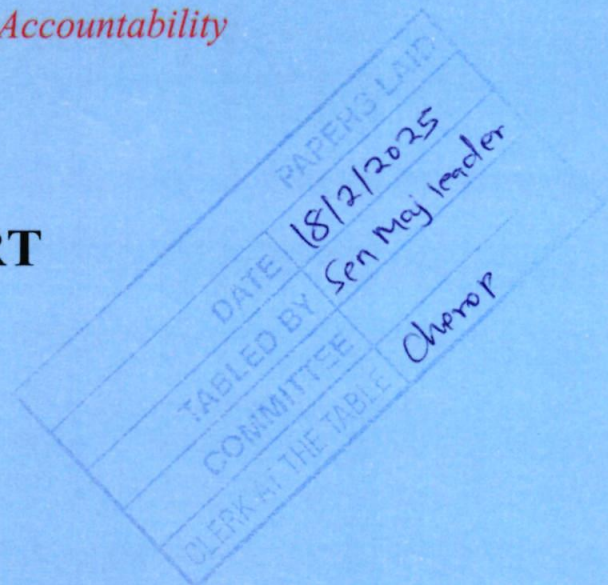 Accountability
RT
PAPERS LAID
DATE 18/2/2025
TABLED BY Sen Maj leader
COMMITTEE
CLERK AT THE TABLE Cherop